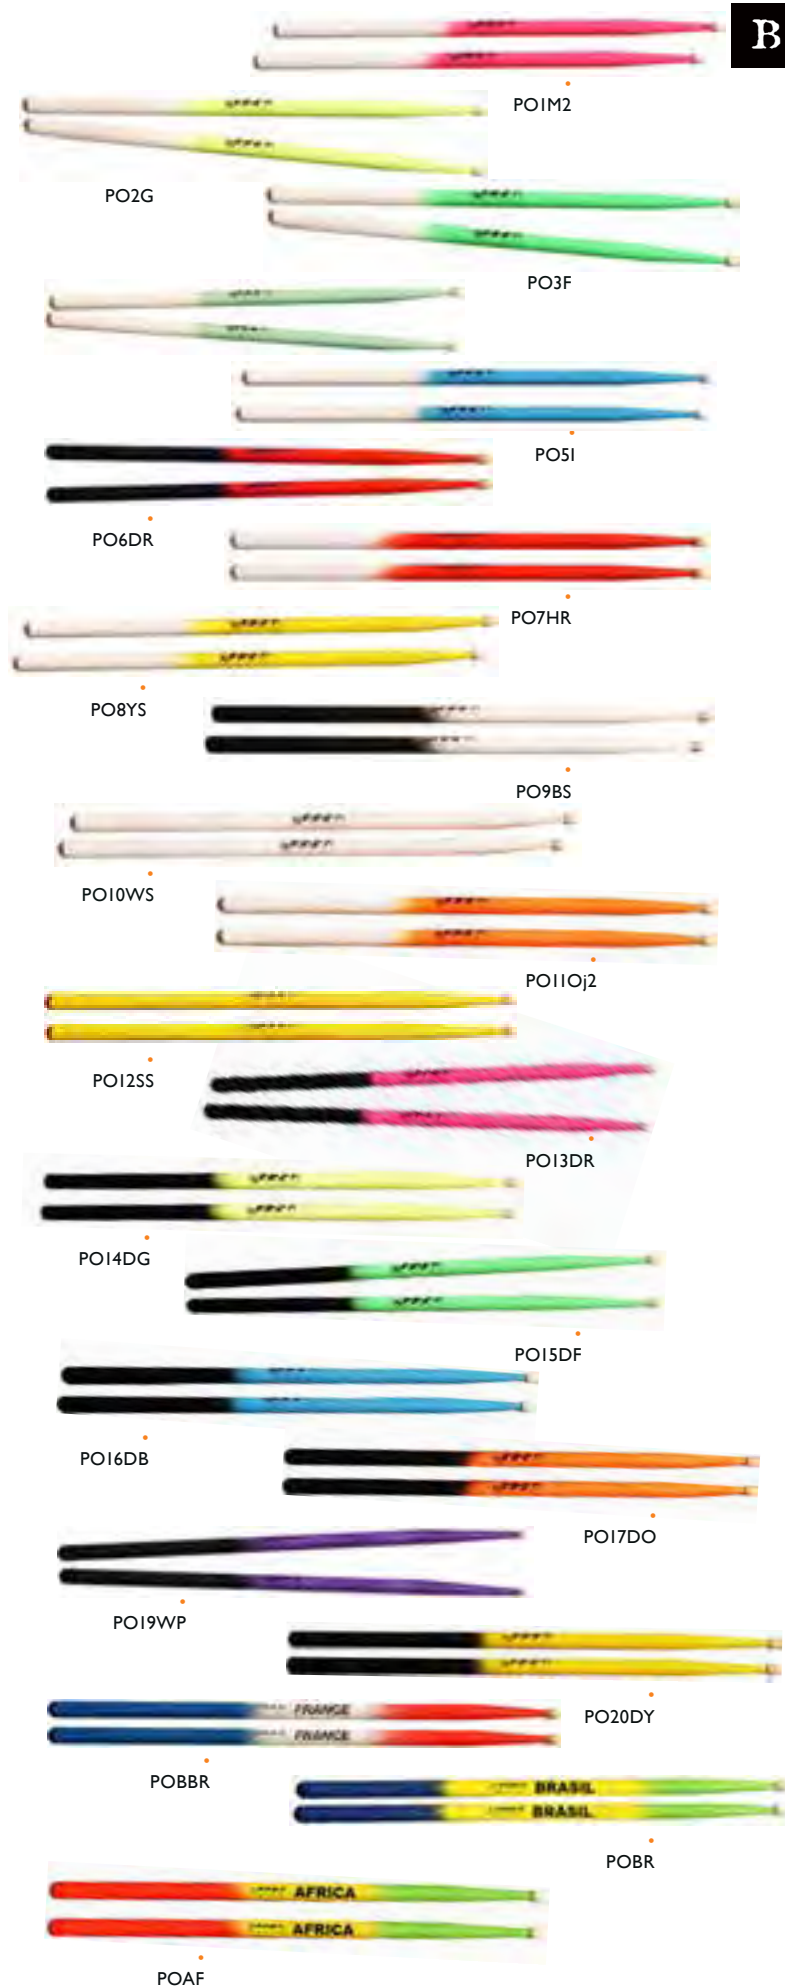 B
PO1M2
PO2G
PO3F
PO5I
PO6DR
PO7HR
PO8YS
PO9BS
PO10WS
PO11Oj2
PO12SS
PO13DR
PO14DG
PO15DF
PO16DB
PO17DO
PO19WP
PO20DY
FRANCE
FRANCE
POBBR
BRASIL
BRASIL
POBR
AFRICA
AFRICA
POAF